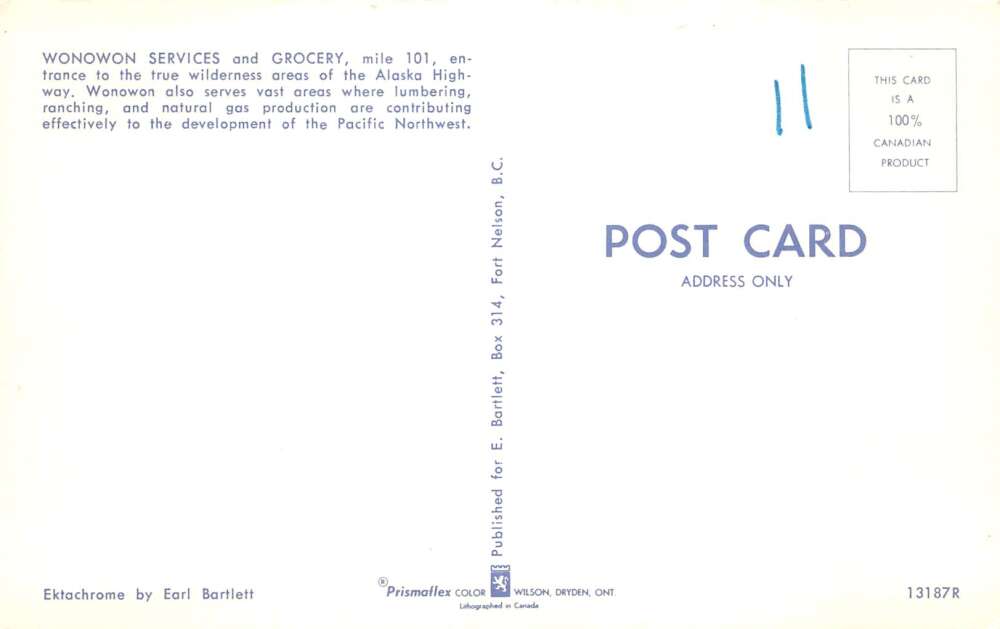 WONOWON SERVICES and GROCERY, mile 101, en-
trance to the true wilderness areas of the Alaska High-
way. Wonowon also serves vast areas where lumbering,
ranching, and natural gas production are contributing
effectively to the development of the Pacific Northwest.
11
THIS CARD
IS A
100%
CANADIAN
PRODUCT
POST CARD
ADDRESS ONLY
Published for E. Bartlett, Box 314, Fort Nelson, B.C.
Ektachrome by Earl Bartlett
® Prismaflex COLOR WILSON, DRYDEN, ONT.
Lithographed in Canada
13187R